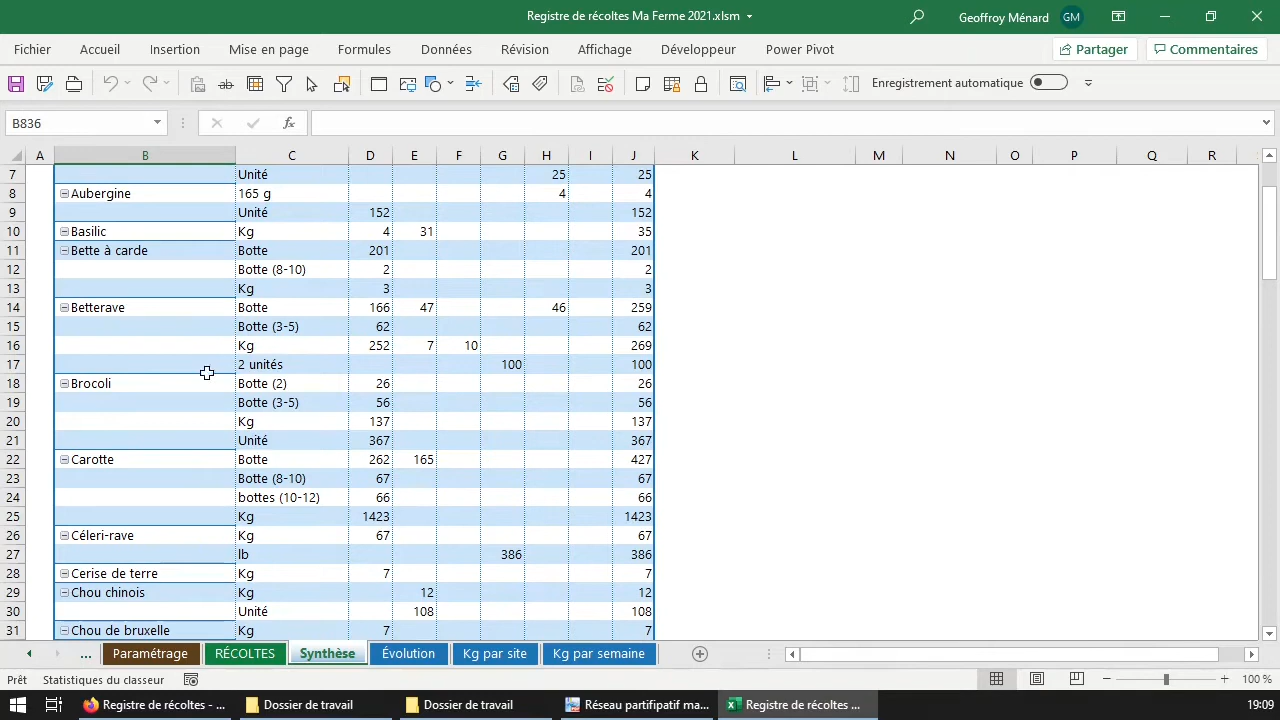 Registre de récoltes Ma Ferme 2021.xlsm
Geoffroy Ménard GM
Fichier Accueil Insertion Mise en page Formules Données Révision Affichage Développeur Power Pivot Partager Commentaires
Enregistrement automatique
B836 fx
A B C D E F G H I J K L M N O P Q R
7 Unité 25 25
8 Aubergine 165 g 4 4
9 Unité 152 152
10 Basilic Kg 4 31 35
11 Bette à carde Botte 201 201
12 Botte (8-10) 2 2
13 Kg 3 3
14 Betterave Botte 166 47 46 259
15 Botte (3-5) 62 62
16 Kg 252 7 10 269
17 2 unités 100 100
18 Brocoli Botte (2) 26 26
19 Botte (3-5) 56 56
20 Kg 137 137
21 Unité 367 367
22 Carotte Botte 262 165 427
23 Botte (8-10) 67 67
24 bottes (10-12) 66 66
25 Kg 1423 1423
26 Céleri-rave Kg 67 67
27 lb 386 386
28 Cerise de terre Kg 7 7
29 Chou chinois Kg 12 12
30 Unité 108 108
31 Chou de bruxelle Kg 7 7
... Paramétrage RÉCOLTES Synthèse Évolution Kg par site Kg par semaine
Prêt Statistiques du classeur 100 %
Registre de récoltes - ... Dossier de travail Dossier de travail Réseau partifipatif ma... Registre de récoltes ... 19:09